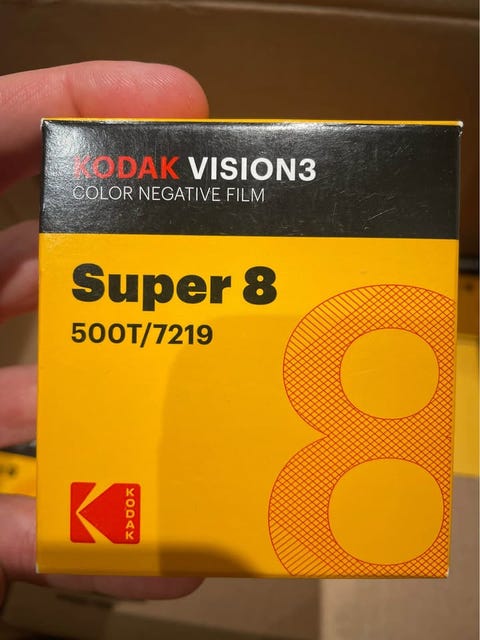 KODAK VISION3
COLOR NEGATIVE FILM
Super 8
500T/7219
8
KODAK